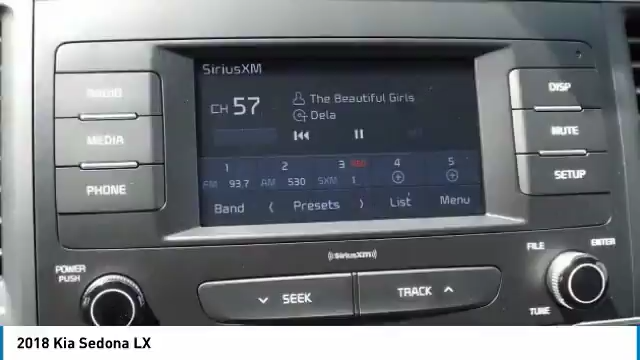 SiriusXM
CH 57
The Beautiful Girls
Dela
1 2 3 4 5
FM 93.7 AM 530 SXM 1
Band Presets List Menu
RADIO
MEDIA
PHONE
DISP
MUTE
SETUP
((SiriusXM))
POWER
PUSH
SEEK
TRACK
FILE
ENTER
TUNE
2018 Kia Sedona LX